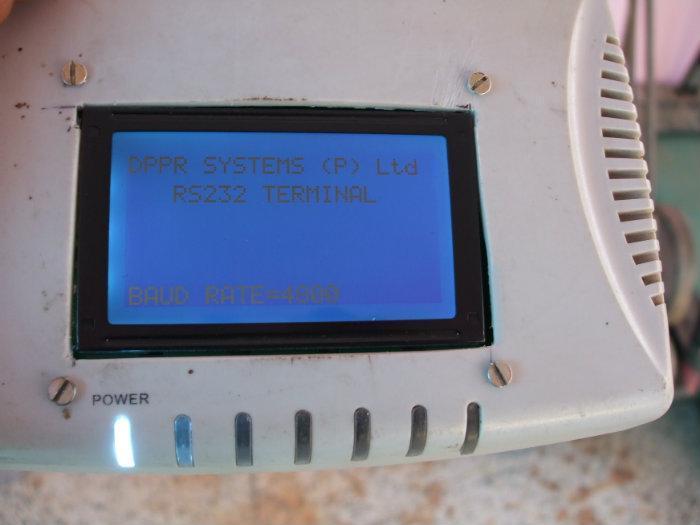 DPPR SYSTEMS (P) Ltd
RS232 TERMINAL
BAUD RATE=4800
POWER